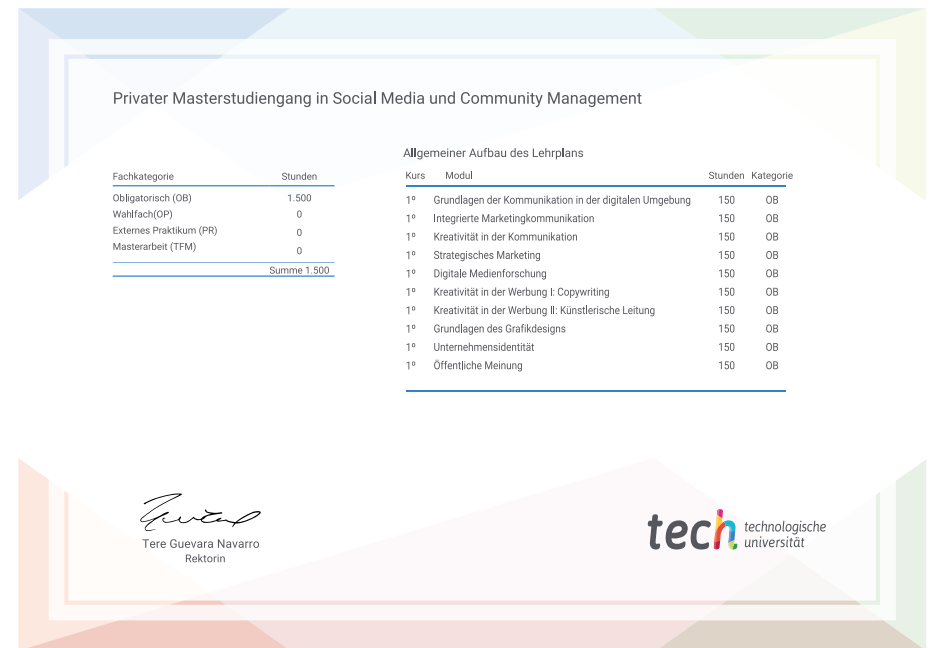 Privater Masterstudiengang in Social Media und Community Management
Fachkategorie Stunden
Obligatorisch (OB) 1.500
Wahlfach(OP) 0
Externes Praktikum (PR) 0
Masterarbeit (TFM) 0
Summe 1.500
Allgemeiner Aufbau des Lehrplans
Kurs Modul Stunden Kategorie
1º Grundlagen der Kommunikation in der digitalen Umgebung 150 OB
1º Integrierte Marketingkommunikation 150 OB
1º Kreativität in der Kommunikation 150 OB
1º Strategisches Marketing 150 OB
1º Digitale Medienforschung 150 OB
1º Kreativität in der Werbung I: Copywriting 150 OB
1º Kreativität in der Werbung II: Künstlerische Leitung 150 OB
1º Grundlagen des Grafikdesigns 150 OB
1º Unternehmensidentität 150 OB
1º Öffentliche Meinung 150 OB
Tere Guevara Navarro
Rektorin
tech technologische
universität